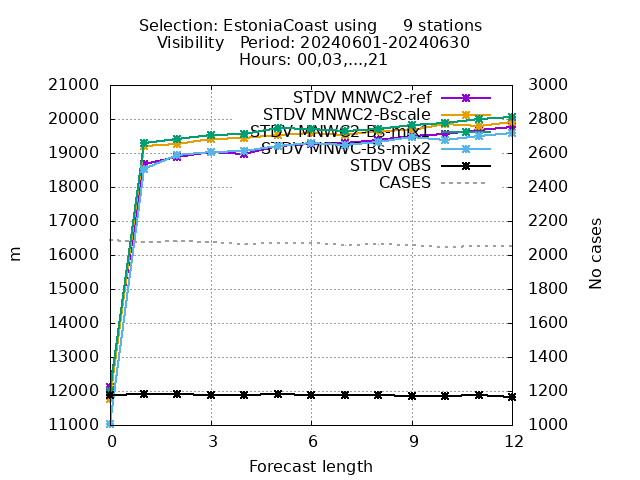 Selection: EstoniaCoast using 9 stations
Visibility Period: 20240601-20240630
Hours: 00,03,...,21
21000
20000
19000
18000
17000
16000
15000
14000
13000
12000
11000
3000
2800
2600
2400
2200
2000
1800
1600
1400
1200
1000
STDV MNWC2-ref
STDV MNWC2-Bscale
STDV MNWC2-Bs-mix1
STDV MNWC-Bs-mix2
STDV OBS
CASES
m
No cases
0 3 6 9 12
Forecast length